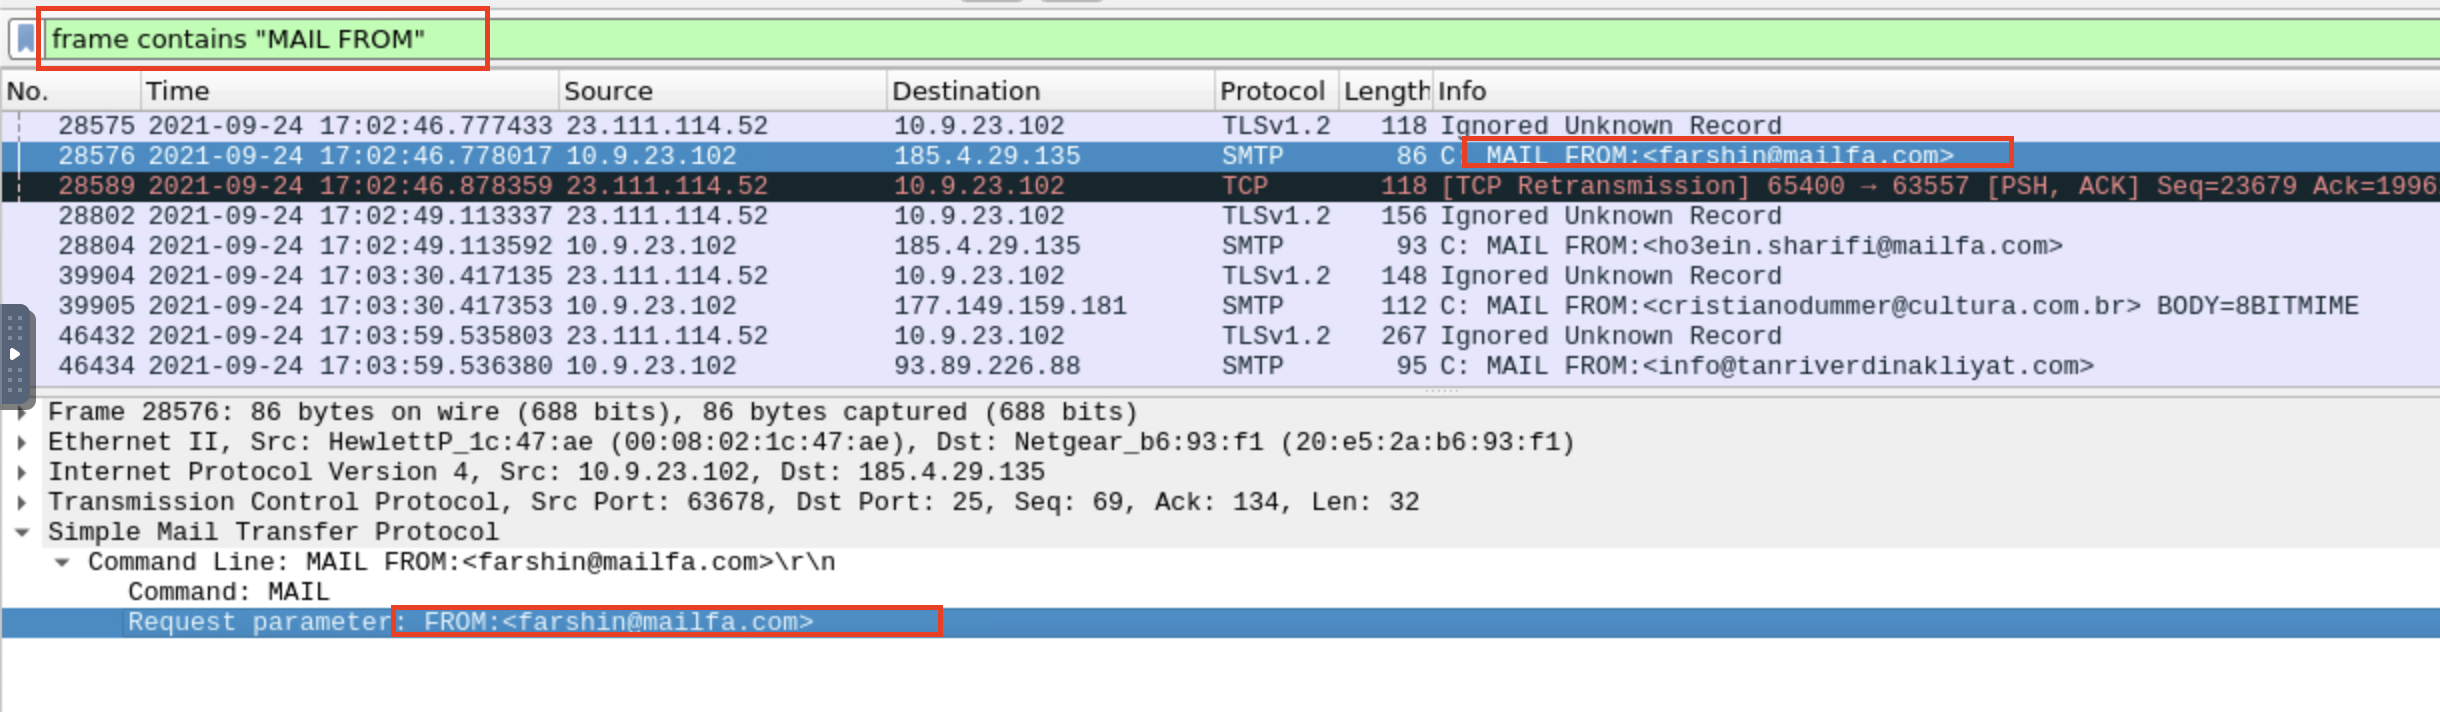 frame contains "MAIL FROM"
No. Time Source Destination Protocol Length Info
28575 2021-09-24 17:02:46.777433 23.111.114.52 10.9.23.102 TLSv1.2 118 Ignored Unknown Record
28576 2021-09-24 17:02:46.778017 10.9.23.102 185.4.29.135 SMTP 86 C: MAIL FROM:<farshin@mailfa.com>
28589 2021-09-24 17:02:46.878359 23.111.114.52 10.9.23.102 TCP 118 [TCP Retransmission] 65400 → 63557 [PSH, ACK] Seq=23679 Ack=1996
28802 2021-09-24 17:02:49.113337 23.111.114.52 10.9.23.102 TLSv1.2 156 Ignored Unknown Record
28804 2021-09-24 17:02:49.113592 10.9.23.102 185.4.29.135 SMTP 93 C: MAIL FROM:<ho3ein.sharifi@mailfa.com>
39904 2021-09-24 17:03:30.417135 23.111.114.52 10.9.23.102 TLSv1.2 148 Ignored Unknown Record
39905 2021-09-24 17:03:30.417353 10.9.23.102 177.149.159.181 SMTP 112 C: MAIL FROM:<cristianodummer@cultura.com.br> BODY=8BITMIME
46432 2021-09-24 17:03:59.535803 23.111.114.52 10.9.23.102 TLSv1.2 267 Ignored Unknown Record
46434 2021-09-24 17:03:59.536380 10.9.23.102 93.89.226.88 SMTP 95 C: MAIL FROM:<info@tanriverdinakliyat.com>
Frame 28576: 86 bytes on wire (688 bits), 86 bytes captured (688 bits)
Ethernet II, Src: HewlettP_1c:47:ae (00:08:02:1c:47:ae), Dst: Netgear_b6:93:f1 (20:e5:2a:b6:93:f1)
Internet Protocol Version 4, Src: 10.9.23.102, Dst: 185.4.29.135
Transmission Control Protocol, Src Port: 63678, Dst Port: 25, Seq: 69, Ack: 134, Len: 32
Simple Mail Transfer Protocol
Command Line: MAIL FROM:<farshin@mailfa.com>\r\n
Command: MAIL
Request parameter: FROM:<farshin@mailfa.com>